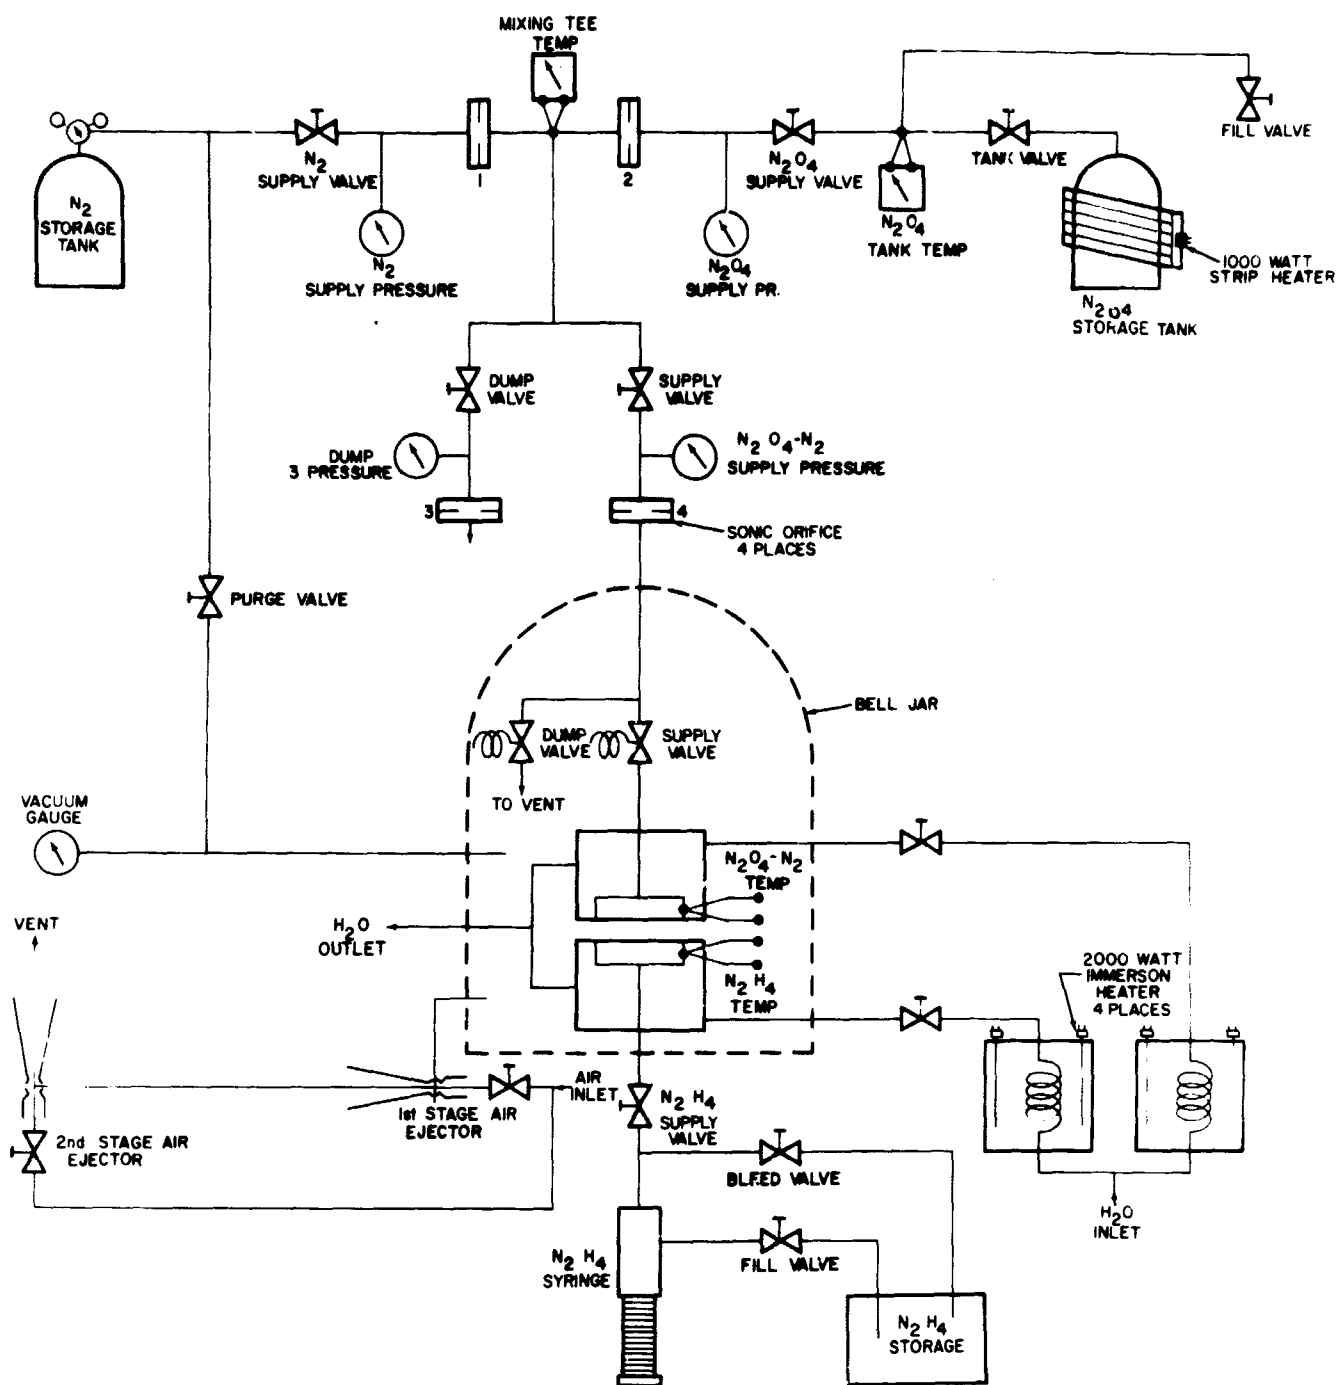 MIXING TEE
TEMP
N2
STORAGE
TANK
N2
SUPPLY VALVE
1
2
N2O4
SUPPLY VALVE
TANK VALVE
FILL VALVE
N2
SUPPLY PRESSURE
N2O4
SUPPLY PR.
N2O4
TANK TEMP
1000 WATT
STRIP HEATER
N2O4
STORAGE TANK
DUMP
VALVE
SUPPLY
VALVE
DUMP
3 PRESSURE
N2 O4-N2
SUPPLY PRESSURE
3
4
SONIC ORIFICE
4 PLACES
PURGE VALVE
BELL JAR
DUMP
VALVE
SUPPLY
VALVE
TO VENT
VACUUM
GAUGE
N2O4-N2
TEMP
VENT
H2O
OUTLET
N2 H4
TEMP
2000 WATT
IMMERSON
HEATER
4 PLACES
AIR
INLET
1st STAGE AIR
EJECTOR
N2 H4
SUPPLY
VALVE
2nd STAGE AIR
EJECTOR
BLEED VALVE
H2O
INLET
N2 H4
SYRINGE
FILL VALVE
N2 H4
STORAGE